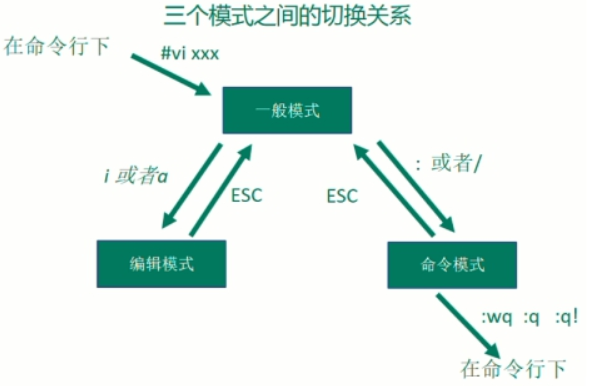 三个模式之间的切换关系
在命令行下
#vi xxx
一般模式
i 或者a
ESC
ESC
: 或者/
编辑模式
命令模式
:wq :q :q!
在命令行下